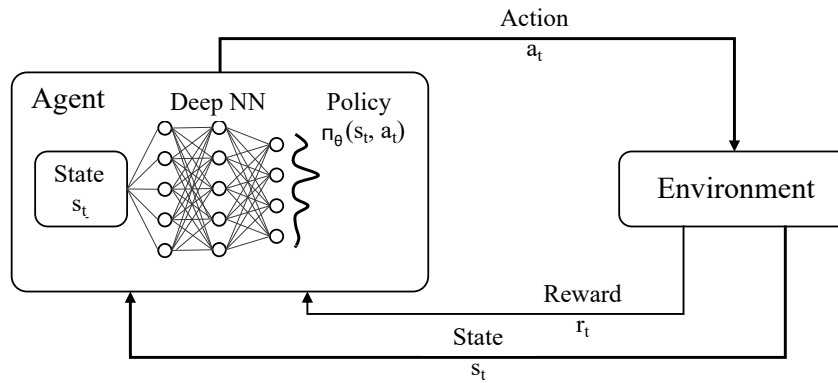 Action
a_t
Agent
Deep NN
Policy
π_θ(s_t, a_t)
State
s_t
Environment
Reward
r_t
State
s_t